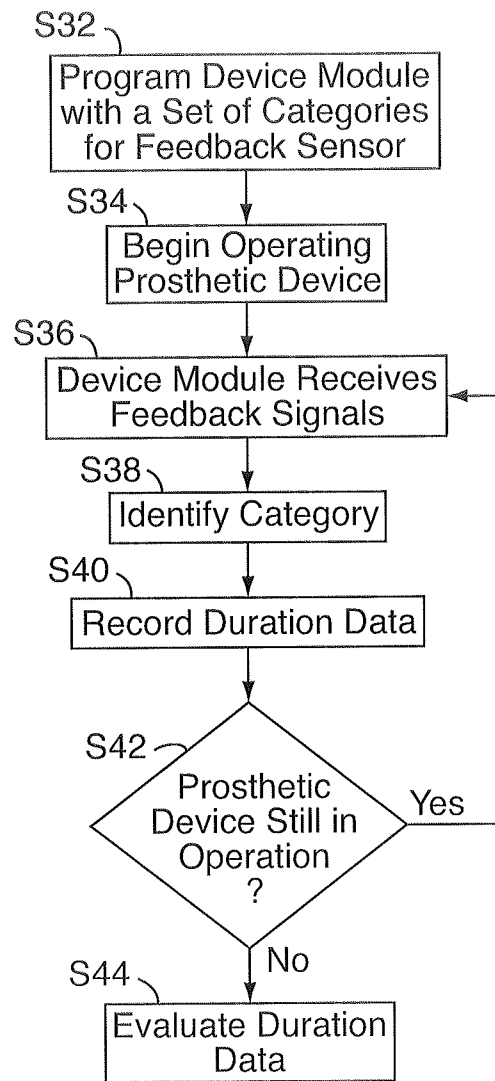 S32
Program Device Module
with a Set of Categories
for Feedback Sensor
S34
Begin Operating
Prosthetic Device
S36
Device Module Receives
Feedback Signals
S38
Identify Category
S40
Record Duration Data
S42
Prosthetic
Device Still in
Operation
?
Yes
No
S44
Evaluate Duration
Data